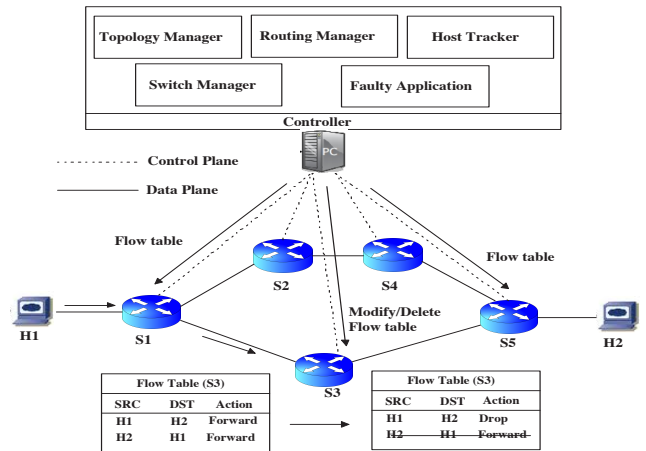 Topology Manager
Routing Manager
Host Tracker
Switch Manager
Faulty Application
Controller
PC
Control Plane
Data Plane
Flow table
Flow table
S2
S4
Modify/Delete
Flow table
H1
S1
S5
H2
S3
Flow Table (S3)
SRC DST Action
H1 H2 Forward
H2 H1 Forward
Flow Table (S3)
SRC DST Action
H1 H2 Drop
H2 H1 Forward